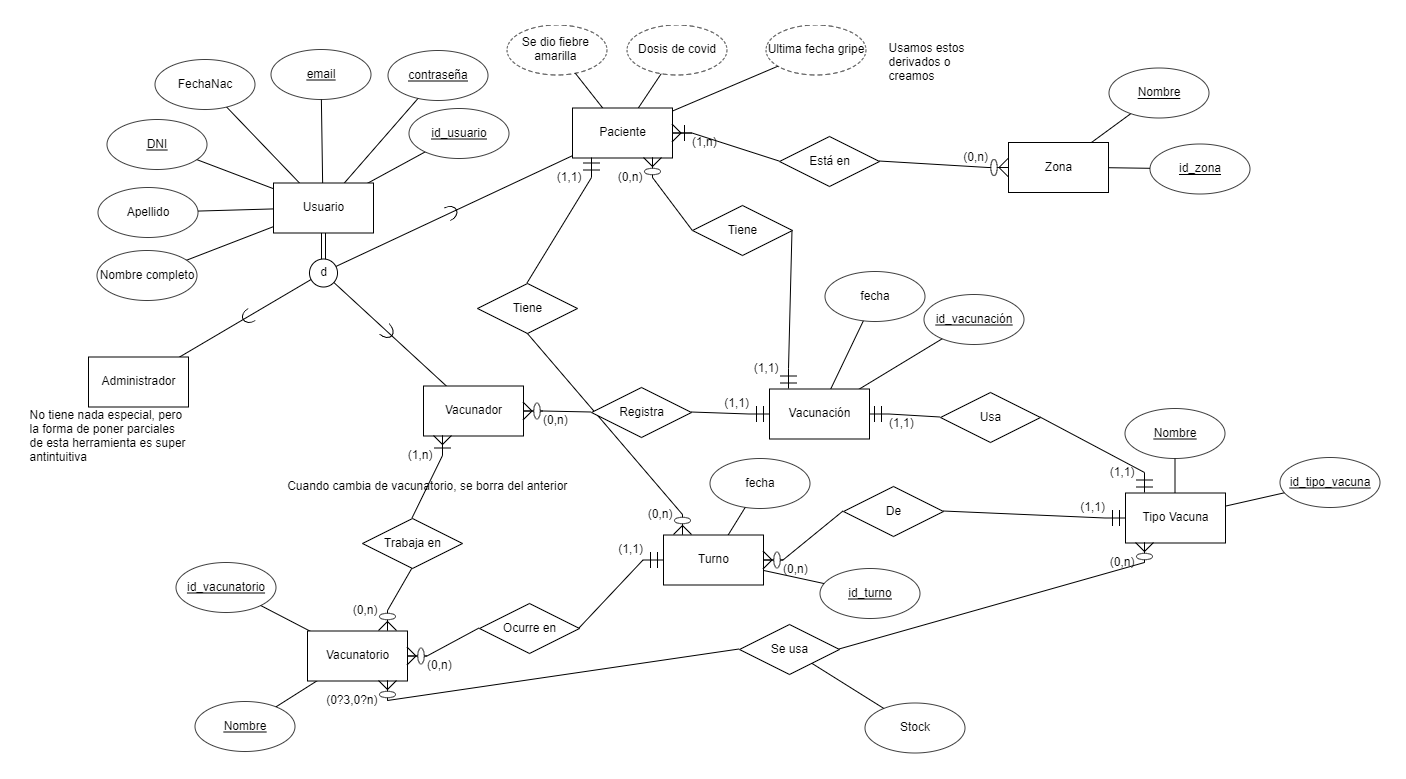 Se dio fiebre
amarilla
Dosis de covid
Ultima fecha gripe
Usamos estos
derivados o
creamos
FechaNac
email
contraseña
Nombre
DNI
id_usuario
Paciente
(1,n)
Está en
(0,n)
Zona
id_zona
(1,1)
(0,n)
Apellido
Usuario
Tiene
Nombre completo
d
Tiene
fecha
id_vacunación
Administrador
No tiene nada especial, pero
la forma de poner parciales
de esta herramienta es super
antintuitiva
(1,1)
Vacunador
(0,n)
Registra
(1,1)
Vacunación
(1,1)
Usa
Nombre
(1,n)
Cuando cambia de vacunatorio, se borra del anterior
(1,1)
id_tipo_vacuna
fecha
(0,n)
De
(1,1)
Tipo Vacuna
Trabaja en
(1,1)
Turno
(0,n)
(0,n)
id_vacunatorio
id_turno
(0,n)
Ocurre en
Vacunatorio
(0,n)
Se usa
(0?3,0?n)
Nombre
Stock